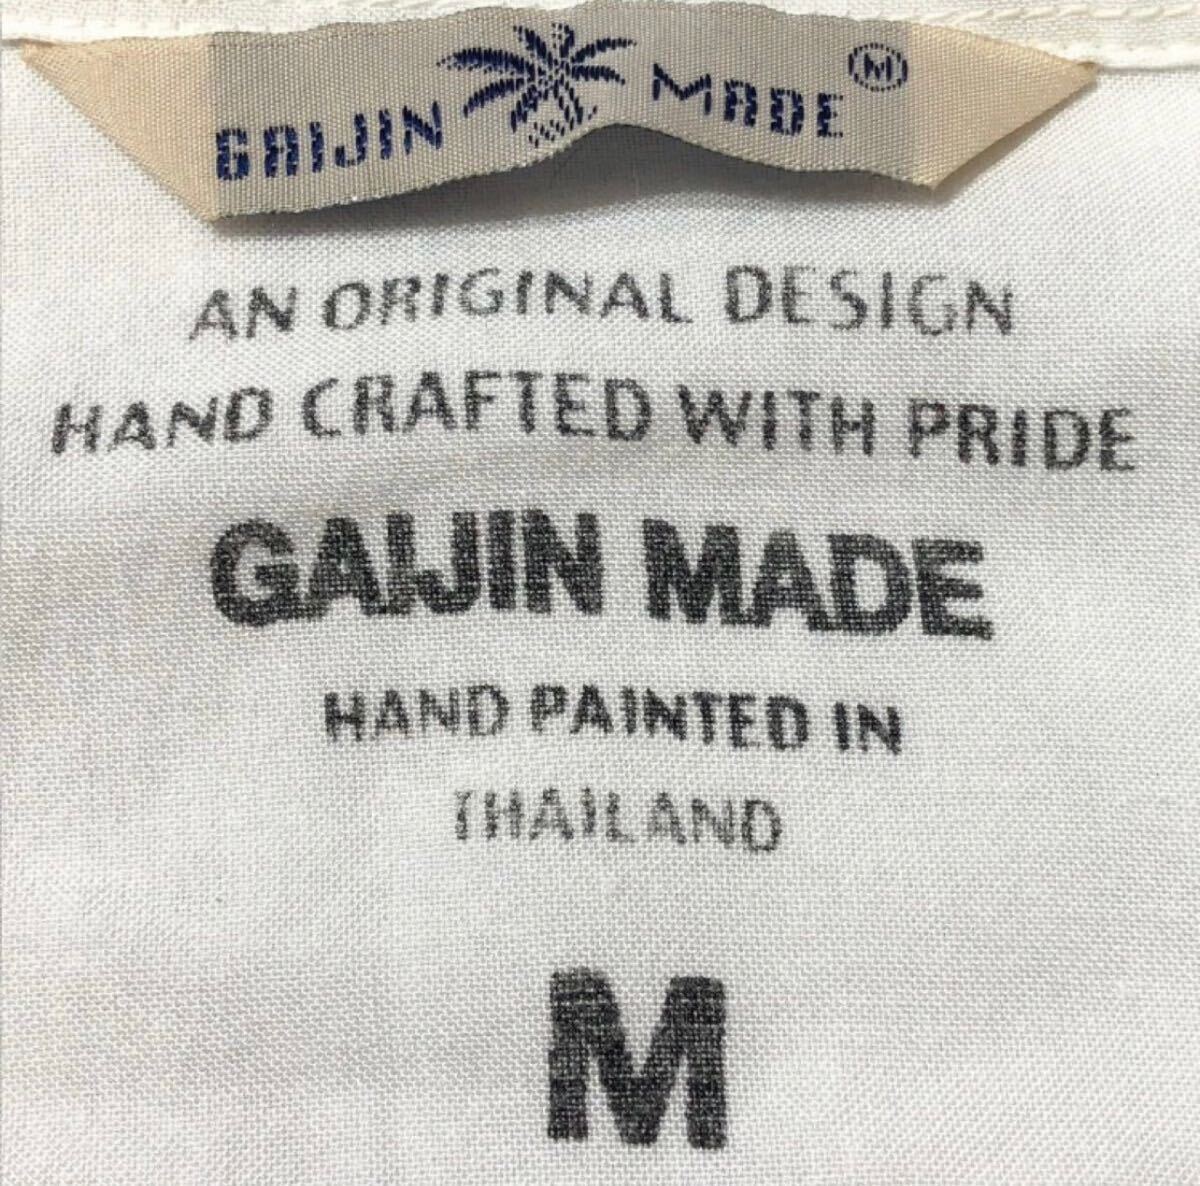 GAIJIN MADE Ⓜ
AN ORIGINAL DESIGN
HAND CRAFTED WITH PRIDE
GAIJIN MADE
HAND PAINTED IN
THAILAND
M